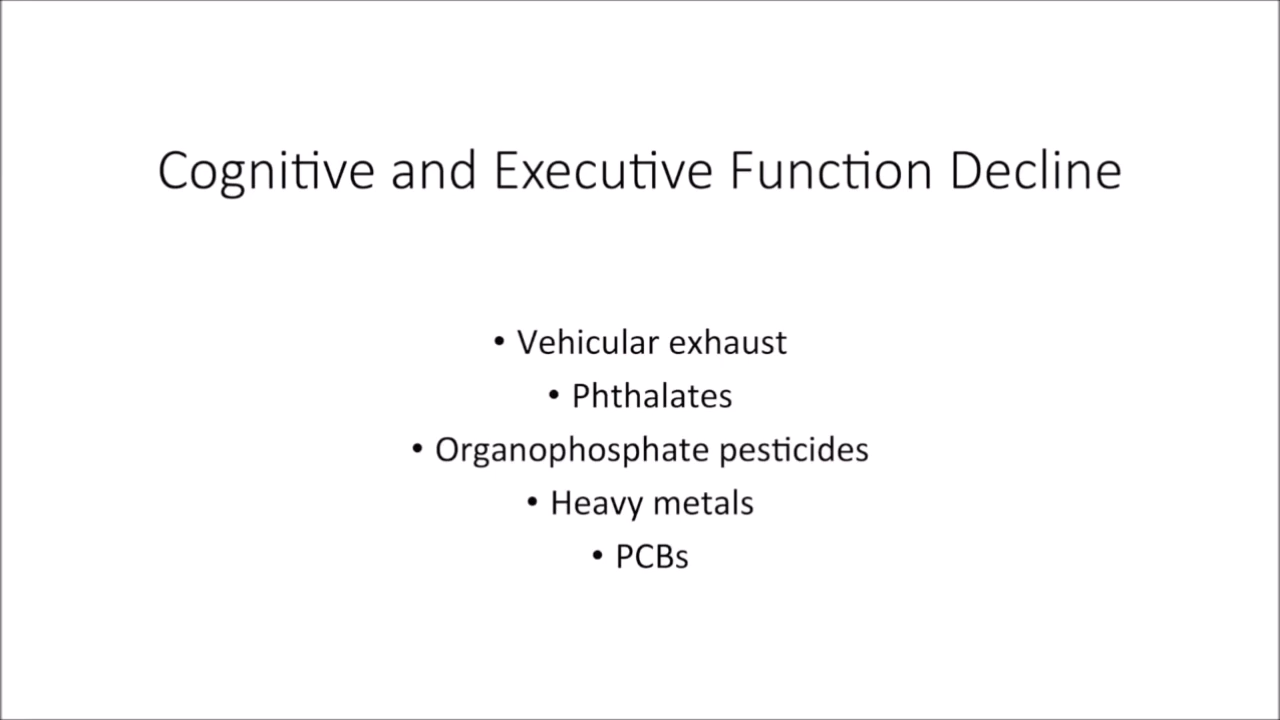 Cognitive and Executive Function Decline
• Vehicular exhaust
• Phthalates
• Organophosphate pesticides
• Heavy metals
• PCBs